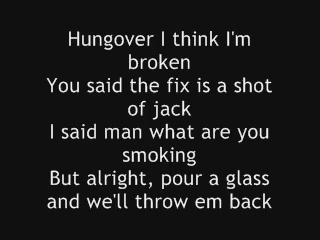 Hungover I think I'm
broken
You said the fix is a shot
of jack
I said man what are you
smoking
But alright, pour a glass
and we'll throw em back